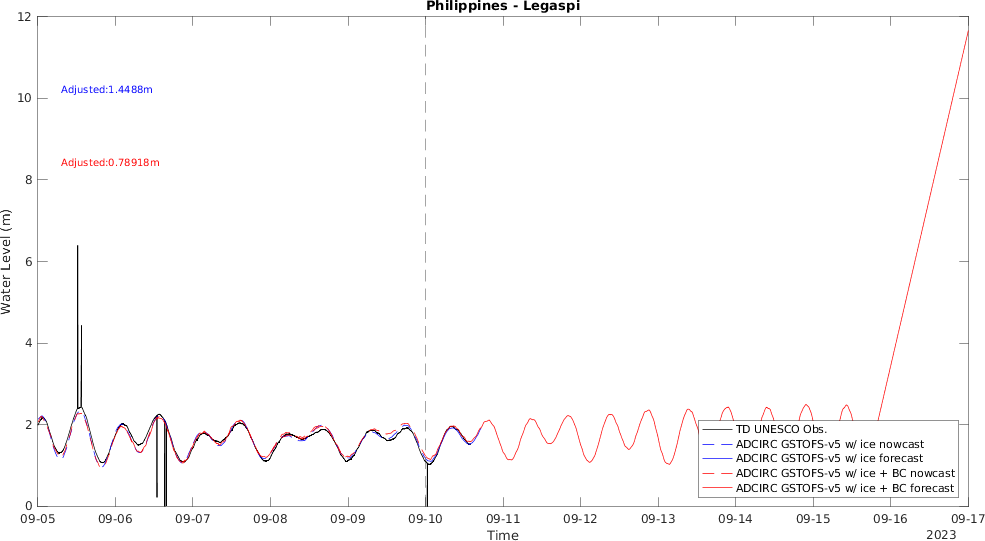 Philippines - Legaspi
12
10
8
6
4
2
0
Water Level (m)
Adjusted:1.4488m
Adjusted:0.78918m
TD UNESCO Obs.
ADCIRC GSTOFS-v5 w/ ice nowcast
ADCIRC GSTOFS-v5 w/ ice forecast
ADCIRC GSTOFS-v5 w/ ice + BC nowcast
ADCIRC GSTOFS-v5 w/ ice + BC forecast
09-05 09-06 09-07 09-08 09-09 09-10 09-11 09-12 09-13 09-14 09-15 09-16 09-17
Time
2023